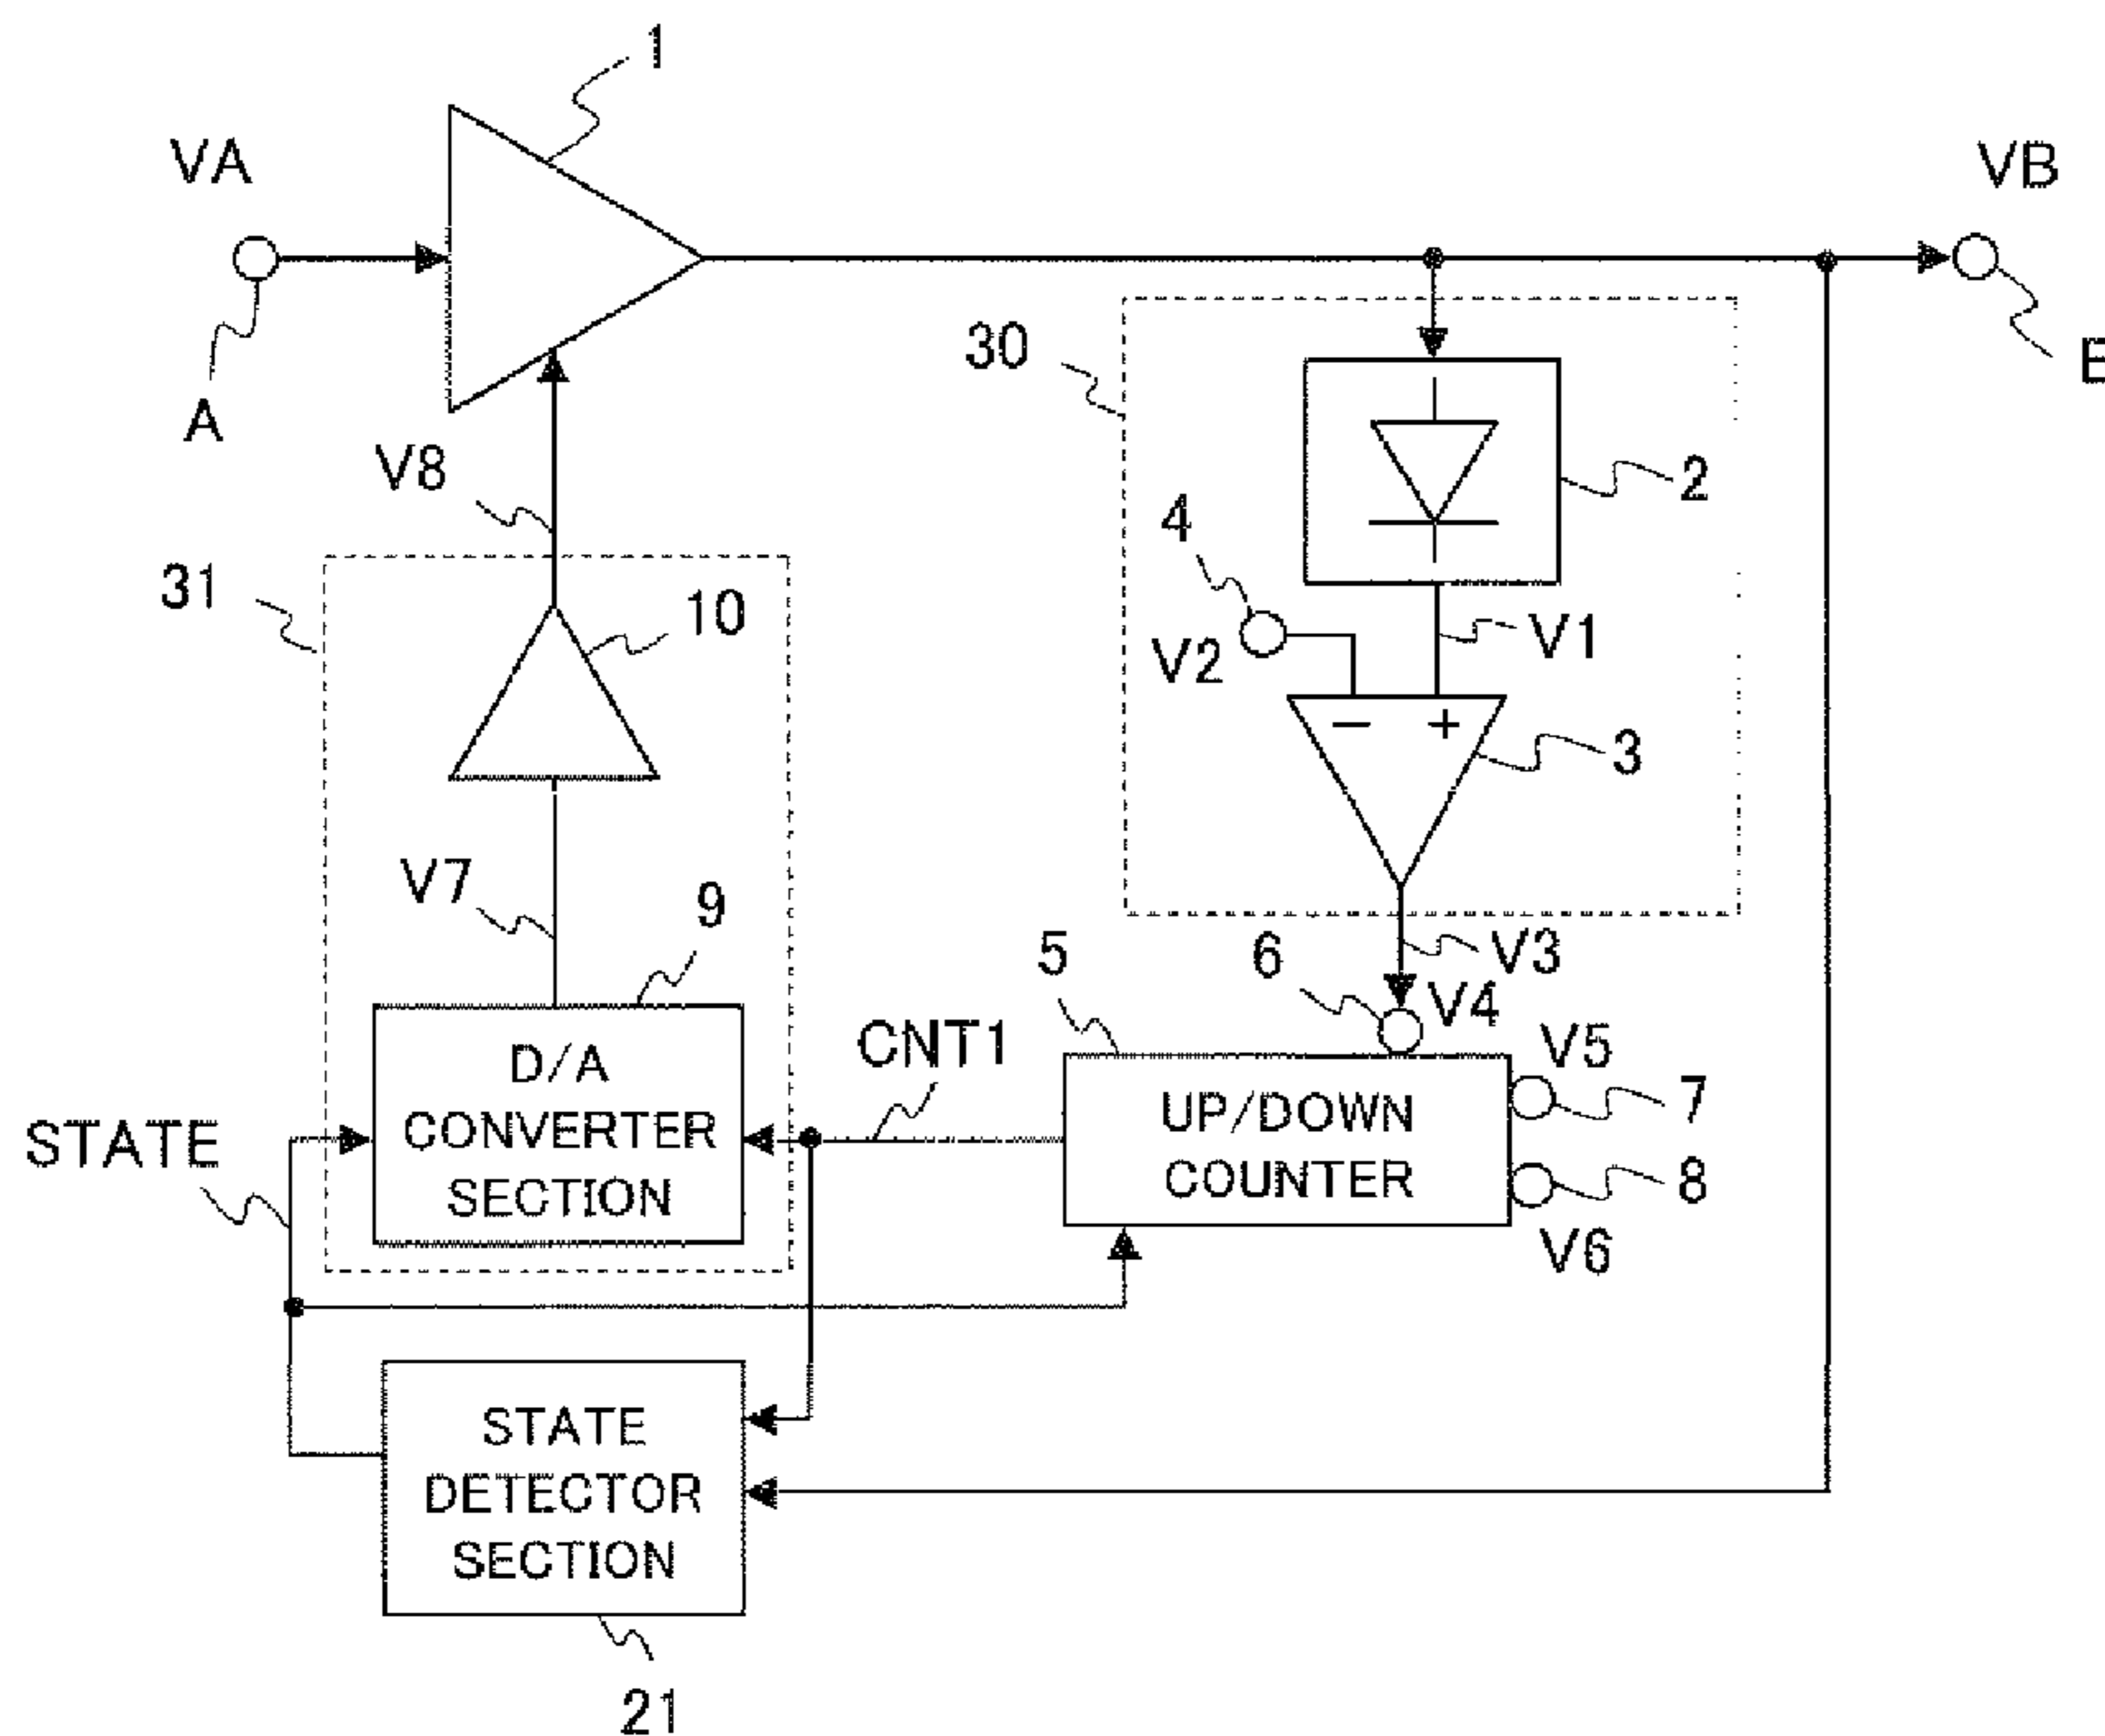 1
VA
VB
A
30
E
V8
2
4
31
10
V2
V1
− +
3
V7
9
5
6
V3
V4
CNT1
V5
7
D/A
CONVERTER
SECTION
UP/DOWN
COUNTER
STATE
8
V6
STATE
DETECTOR
SECTION
21